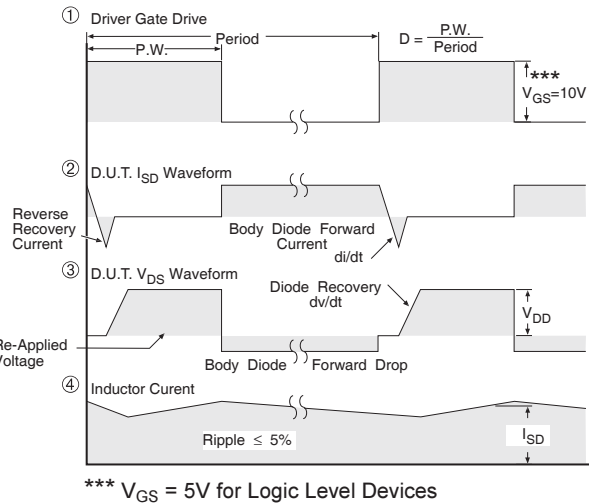 ① Driver Gate Drive
P.W.
Period
D = P.W. / Period
***
VGS=10V
② D.U.T. ISD Waveform
Reverse
Recovery
Current
Body Diode Forward
Current
di/dt
③ D.U.T. VDS Waveform
Diode Recovery
dv/dt
VDD
Re-Applied
Voltage
Body Diode Forward Drop
④ Inductor Curent
Ripple ≤ 5%
ISD
*** VGS = 5V for Logic Level Devices